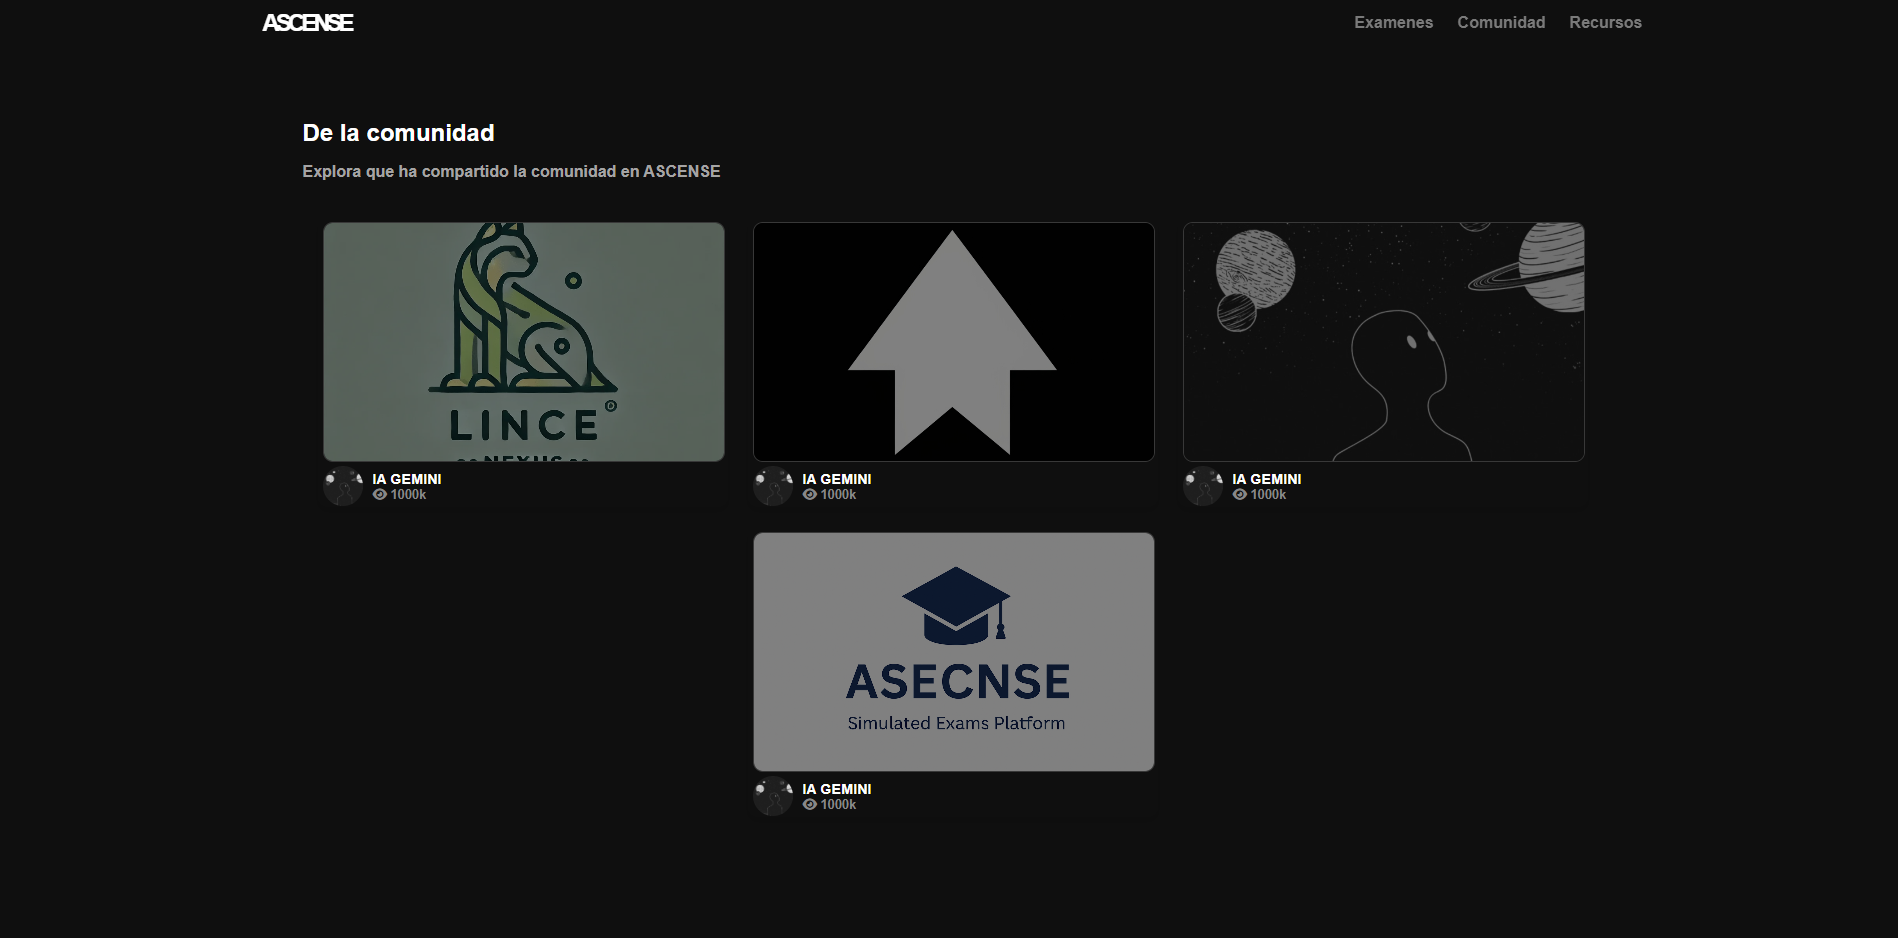 ASCENSE
Examenes Comunidad Recursos
De la comunidad
Explora que ha compartido la comunidad en ASCENSE
LINCE
IA GEMINI
1000k
IA GEMINI
1000k
IA GEMINI
1000k
ASECNSE
Simulated Exams Platform
IA GEMINI
1000k